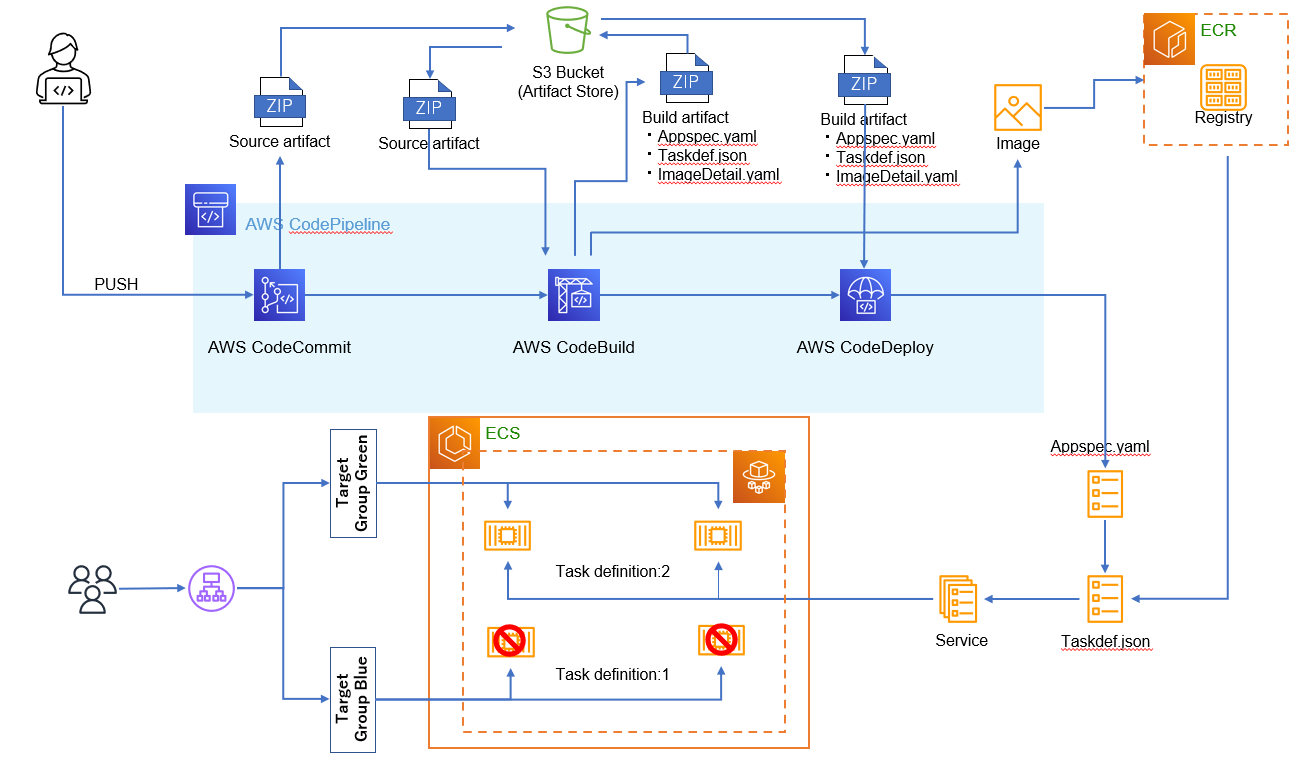 ECR
S3 Bucket
(Artifact Store)
ZIP
ZIP
ZIP
ZIP
Source artifact
Source artifact
Build artifact
・Appspec.yaml
・Taskdef.json
・ImageDetail.yaml
Build artifact
・Appspec.yaml
・Taskdef.json
・ImageDetail.yaml
Image
Registry
AWS CodePipeline
PUSH
AWS CodeCommit
AWS CodeBuild
AWS CodeDeploy
ECS
Target
Group Green
Appspec.yaml
Task definition:2
Service
Taskdef.json
Task definition:1
Target
Group Blue